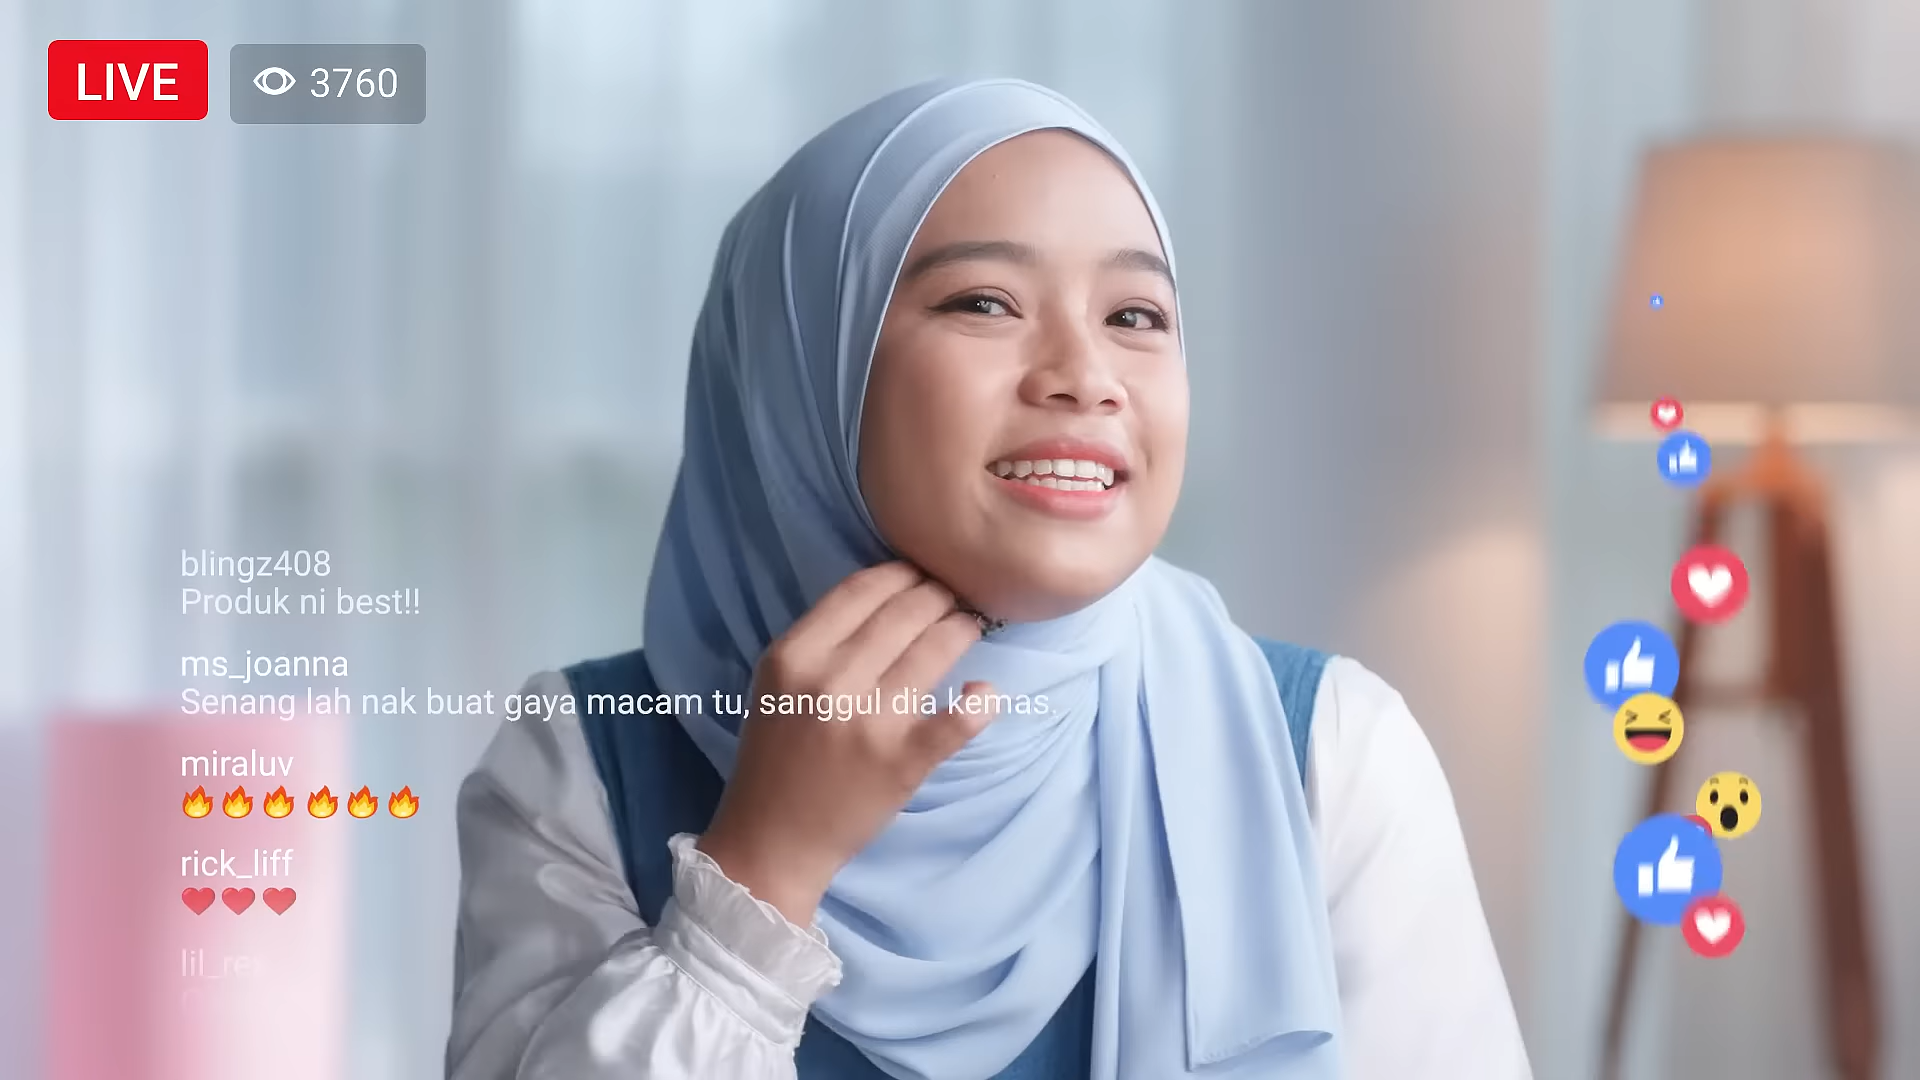 LIVE
3760
blingz408
Produk ni best!!
ms_joanna
Senang lah nak buat gaya macam tu, sanggul dia kemas.
miraluv
🔥🔥🔥🔥🔥🔥
rick_liff
❤️❤️❤️